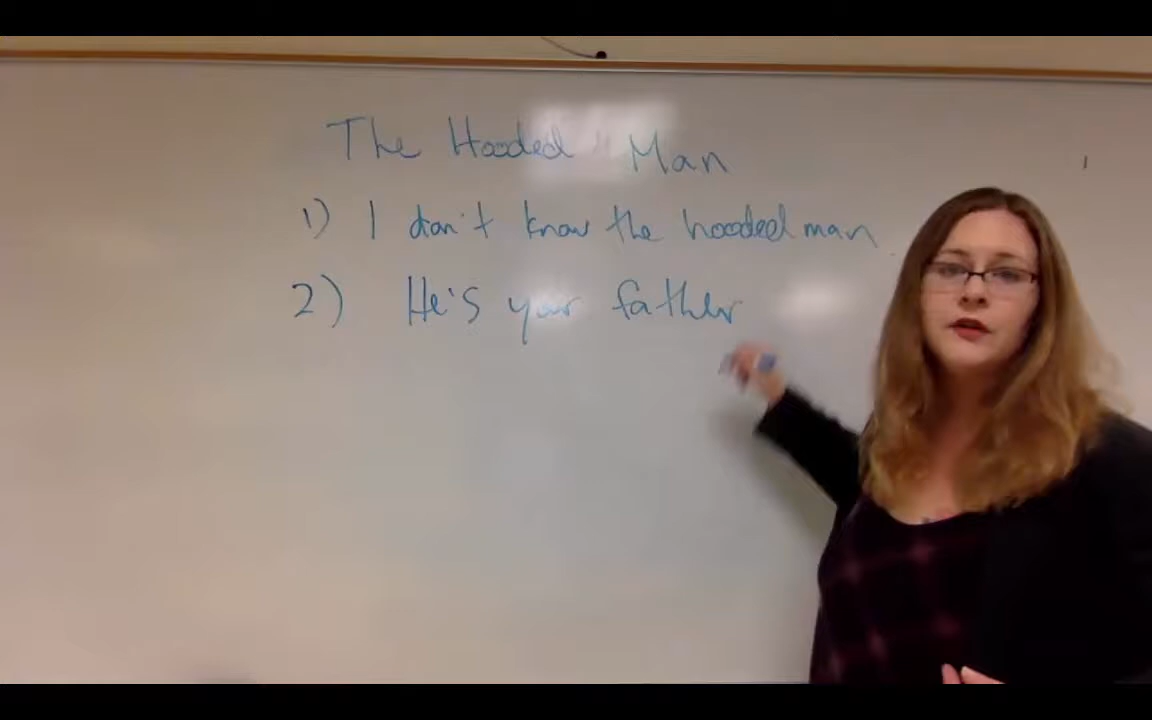 The Hooded Man
1) I don't know the hooded man
2) He's your father